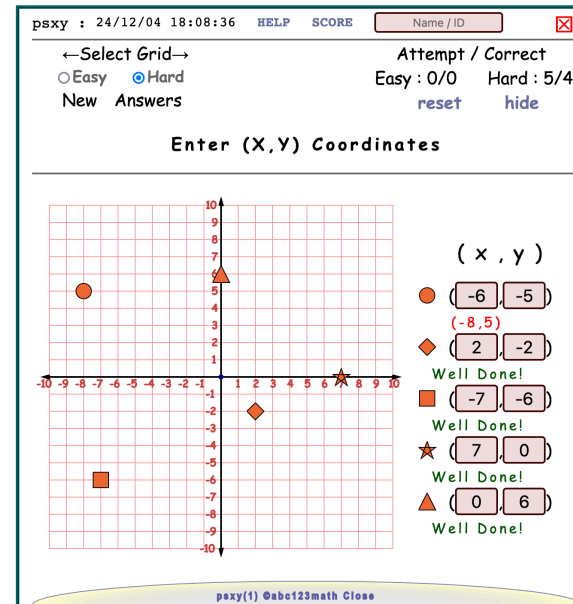 psxy : 24/12/04 18:08:36 HELP SCORE Name / ID
←Select Grid→ Attempt / Correct
Easy Hard Easy : 0/0 Hard : 5/4
New Answers reset hide
Enter (X,Y) Coordinates
10
9
8
7
6
5
4
3
2
1
-10 -9 -8 -7 -6 -5 -4 -3 -2 -1 1 2 3 4 5 6 7 8 9 10
-1
-2
-3
-4
-5
-6
-7
-8
-9
-10
( x , y )
( -6 , -5 )
(-8,5)
( 2 , -2 )
Well Done!
( -7 , -6 )
Well Done!
( 7 , 0 )
Well Done!
( 0 , 6 )
Well Done!
psxy(1) @abc123math Close